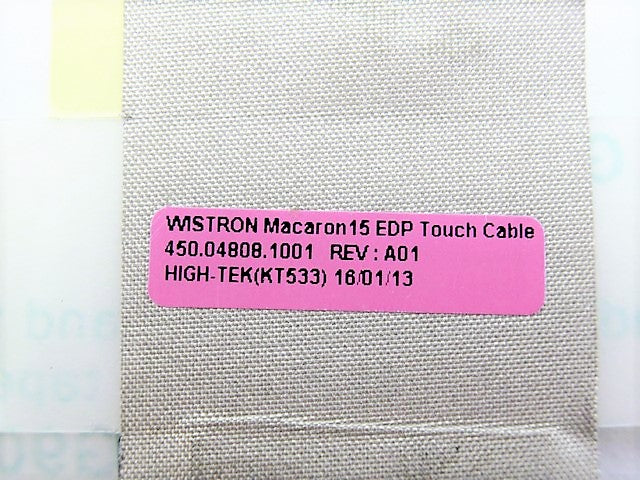 WISTRON Macaron15 EDP Touch Cable
450.04808.1001 REV : A01
HIGH-TEK(KT533) 16/01/13